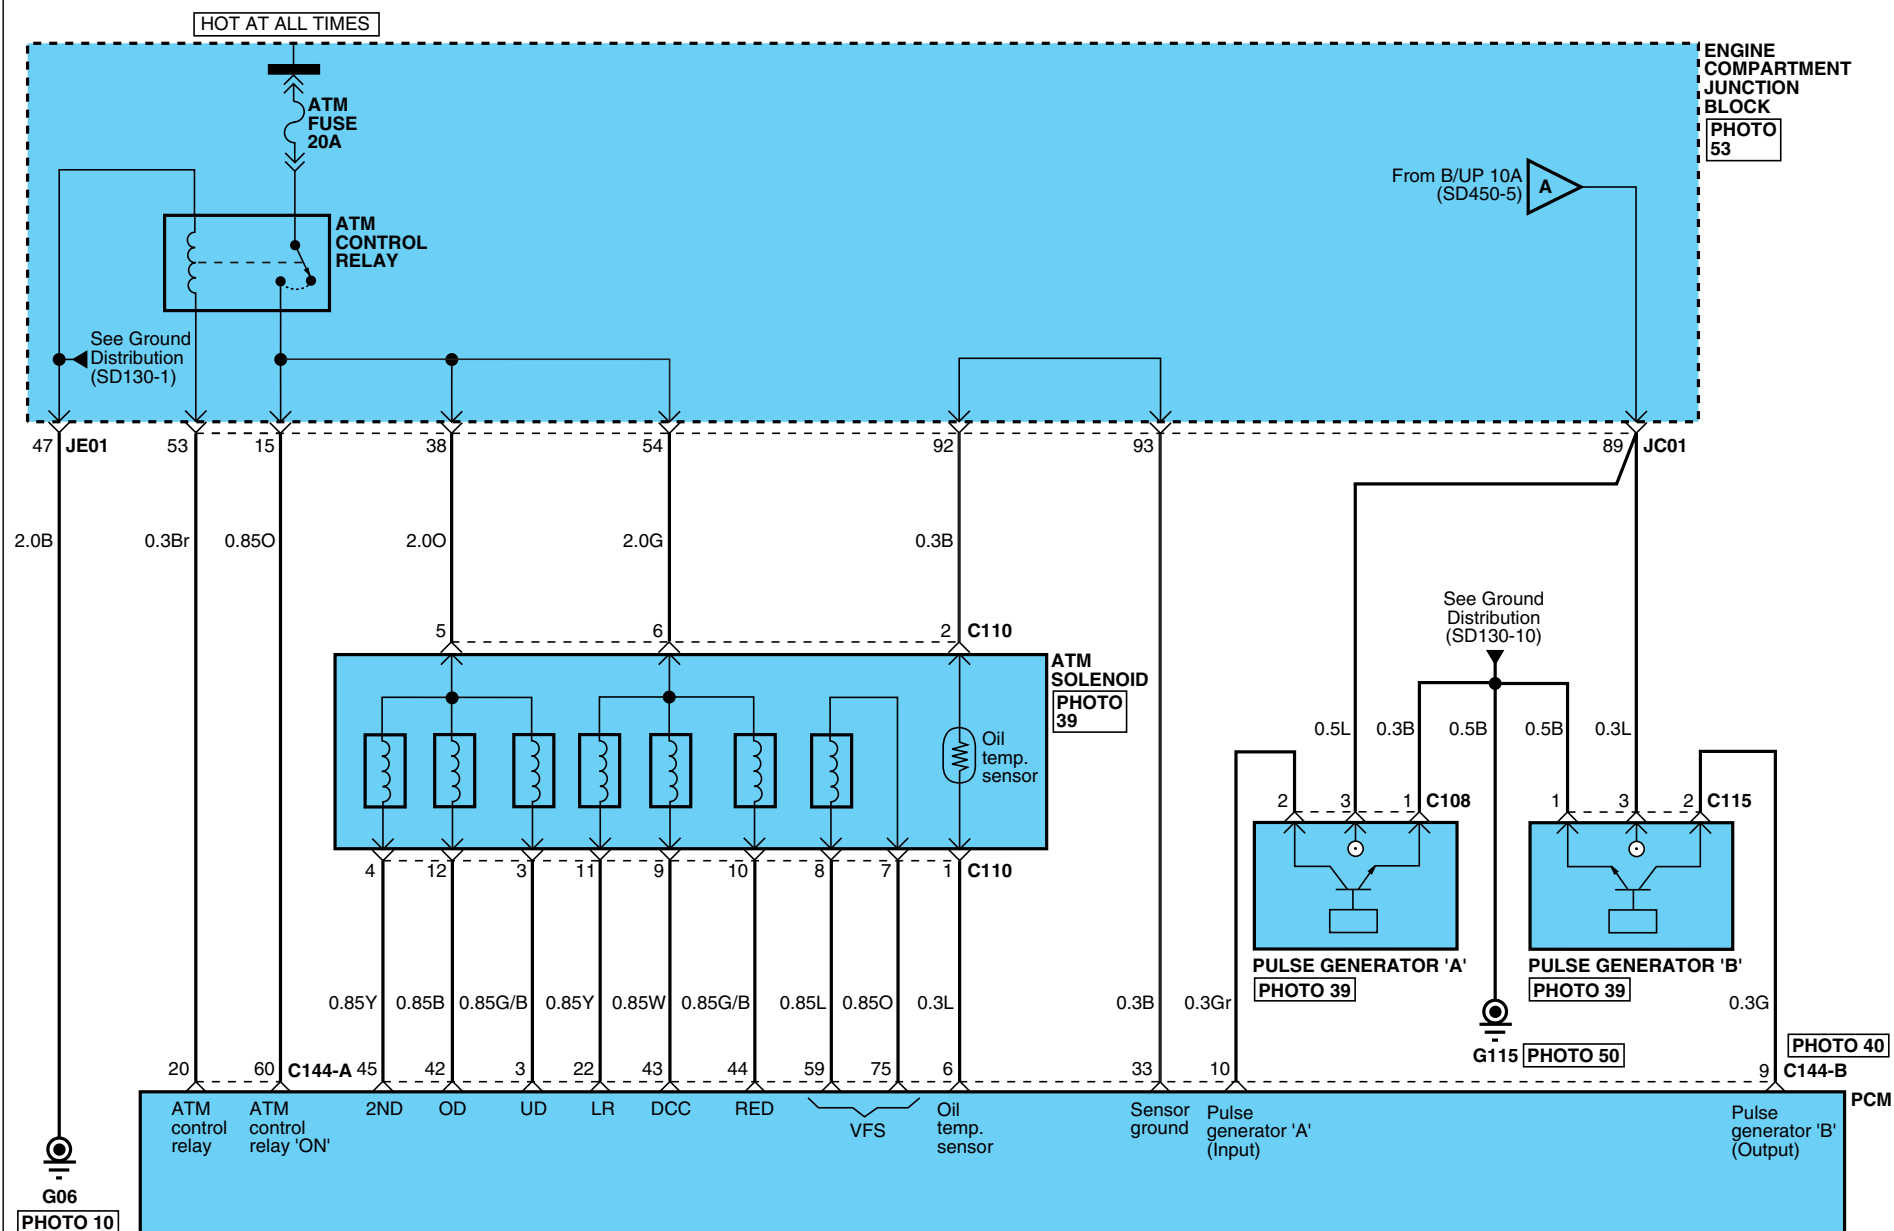 HOT AT ALL TIMES
ENGINE
COMPARTMENT
JUNCTION
BLOCK
PHOTO
53
ATM
FUSE
20A
From B/UP 10A
(SD450-5)
A
ATM
CONTROL
RELAY
See Ground
Distribution
(SD130-1)
47 JE01 53 15 38 54 92 93 89 JC01
2.0B 0.3Br 0.85O 2.0O 2.0G 0.3B
See Ground
Distribution
(SD130-10)
5 6 2 C110
ATM
SOLENOID
PHOTO
39
Oil
temp.
sensor
0.5L 0.3B 0.5B 0.5B 0.3L
2 3 1 C108 1 3 2 C115
4 12 3 11 9 10 8 7 1 C110
PULSE GENERATOR 'A'
PHOTO 39
PULSE GENERATOR 'B'
PHOTO 39
0.85Y 0.85B 0.85G/B 0.85Y 0.85W 0.85G/B 0.85L 0.85O 0.3L 0.3B 0.3Gr 0.3G
G115 PHOTO 50
PHOTO 40
20 60 C144-A 45 42 3 22 43 44 59 75 6 33 10 9 C144-B
PCM
ATM
control
relay
ATM
control
relay 'ON'
2ND OD UD LR DCC RED
VFS
Oil
temp.
sensor
Sensor
ground
Pulse
generator 'A'
(Input)
Pulse
generator 'B'
(Output)
G06
PHOTO 10